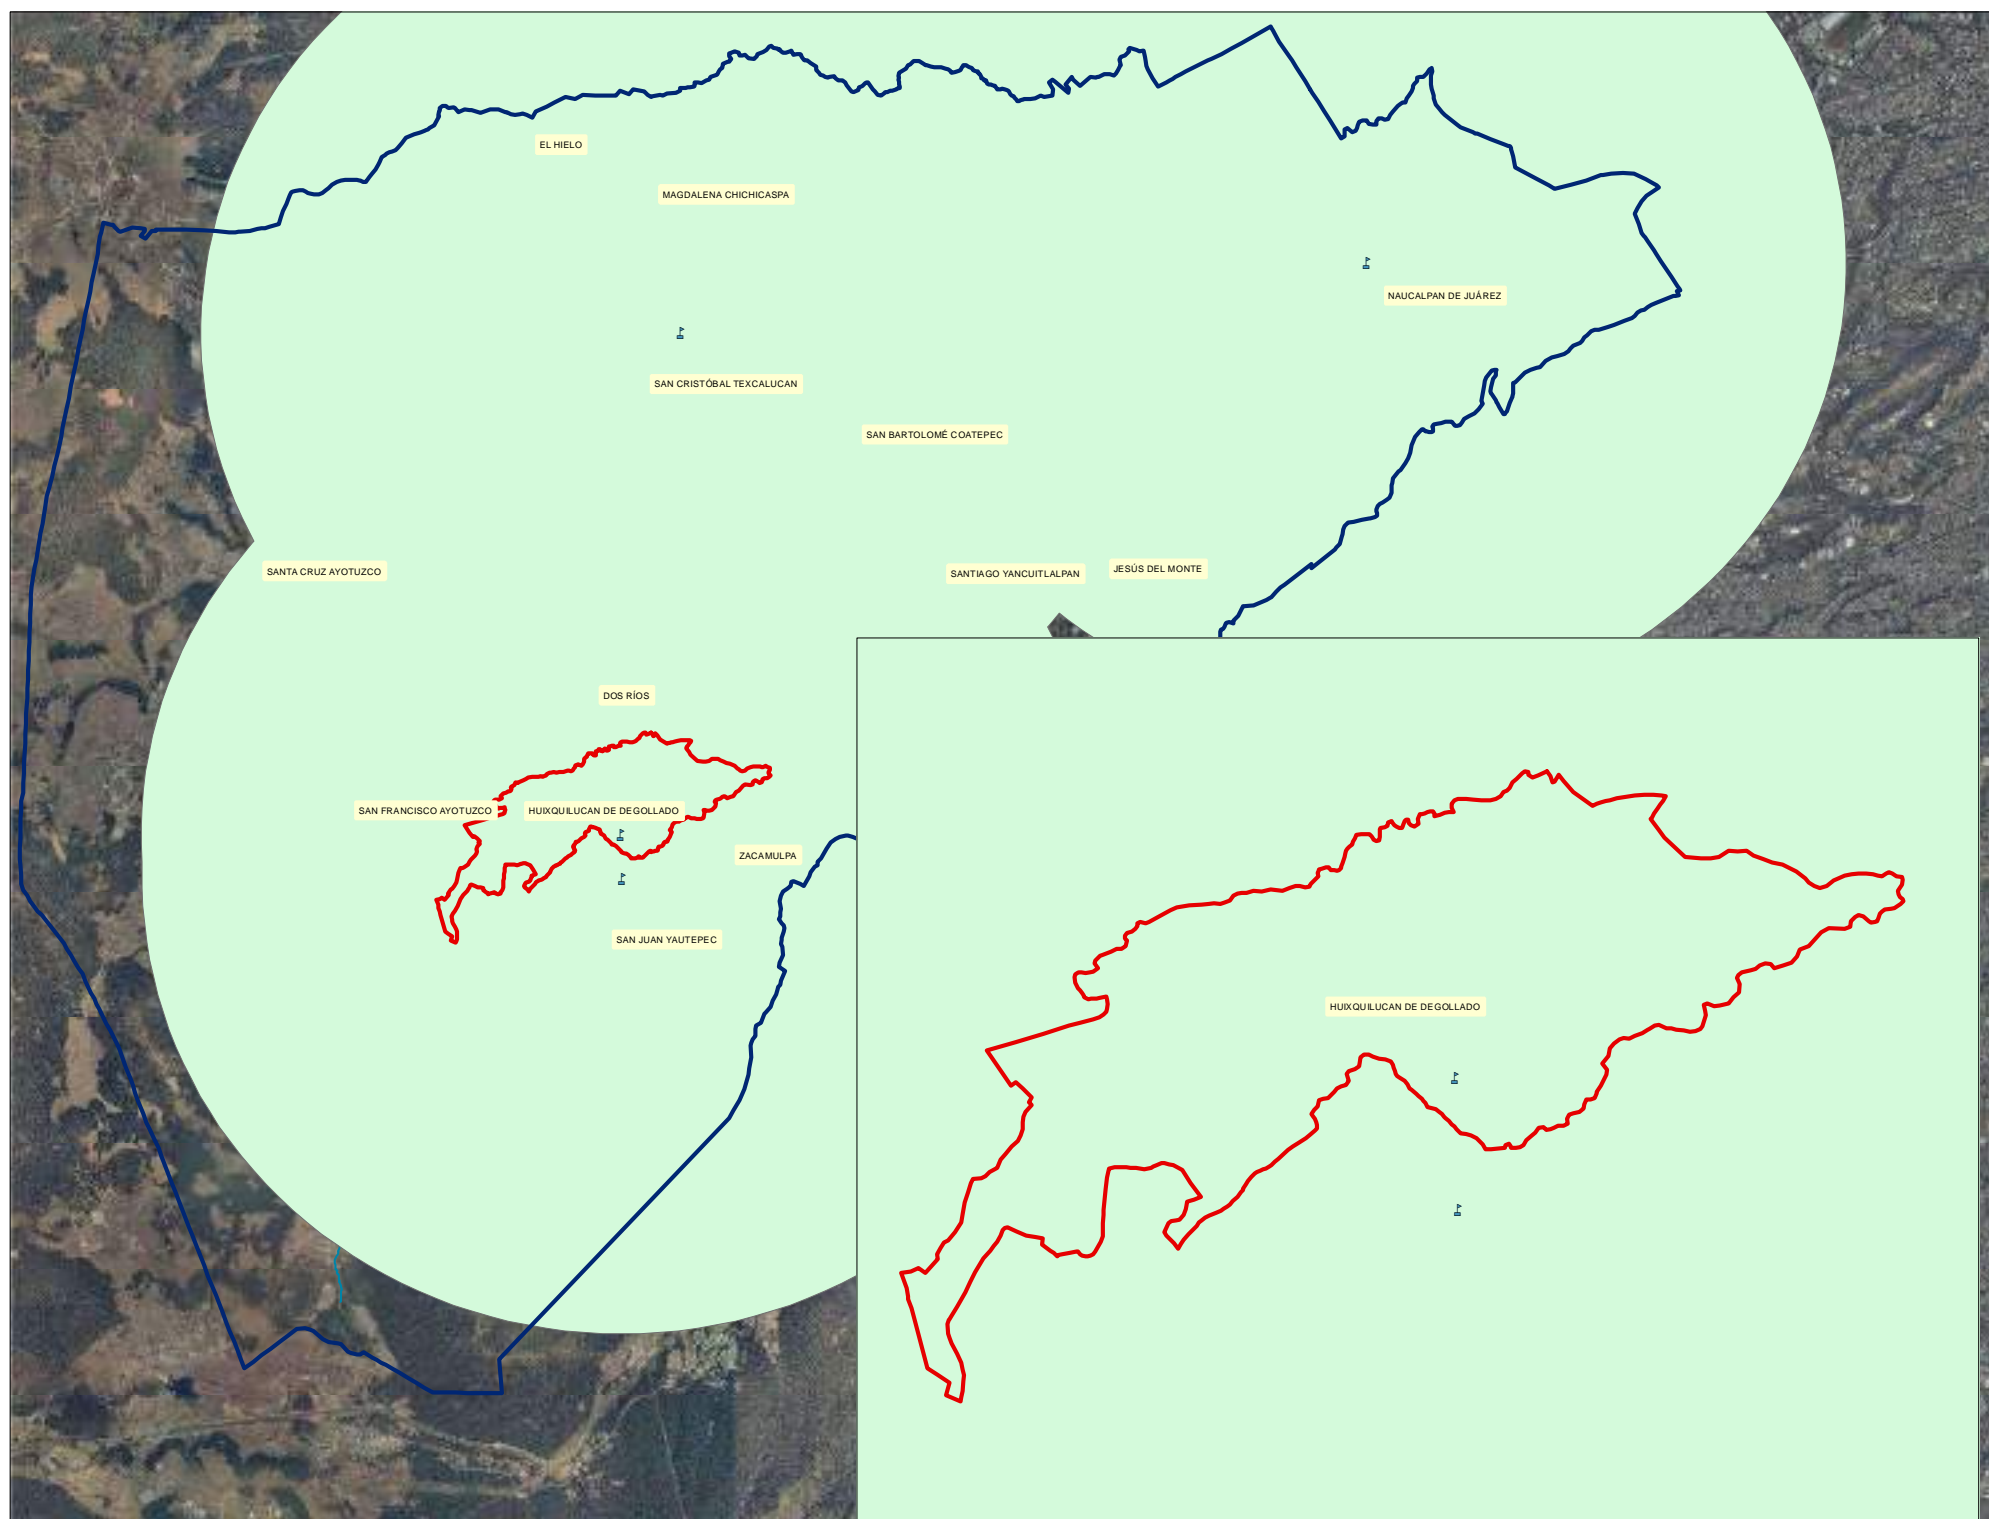 EL HIELO
MAGDALENA CHICHICASPA
NAUCALPAN DE JUÁREZ
SAN CRISTÓBAL TEXCALUCAN
SAN BARTOLOMÉ COATEPEC
SANTA CRUZ AYOTUZCO
SANTIAGO YANCUITLALPAN
JESÚS DEL MONTE
DOS RÍOS
SAN FRANCISCO AYOTUZCO
HUIXQUILUCAN DE DEGOLLADO
ZACAMULPA
SAN JUAN YAUTEPEC
HUIXQUILUCAN DE DEGOLLADO